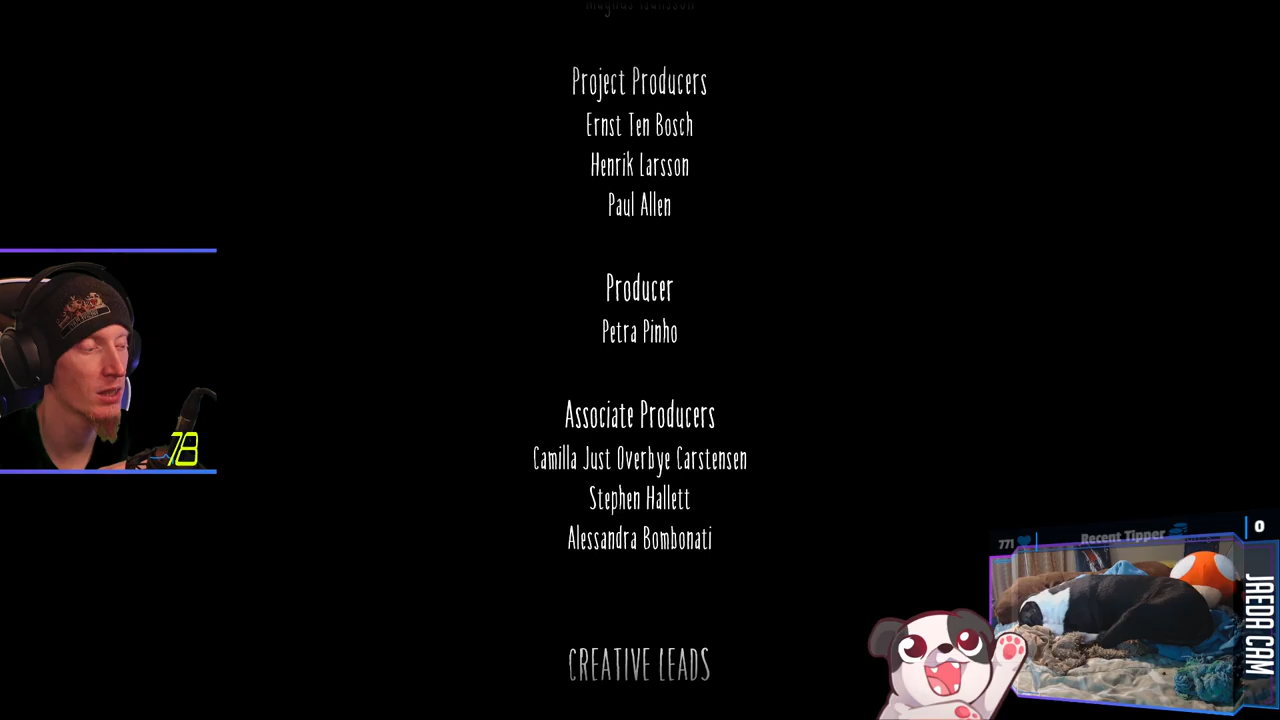 Project Producers
Ernst Ten Bosch
Henrik Larsson
Paul Allen
Producer
Petra Pinho
Associate Producers
Camilla Just Overbye Carstensen
Stephen Hallett
Alessandra Bombonati
CREATIVE LEADS
78
771
Recent Tipper
0
JAEDA CAM